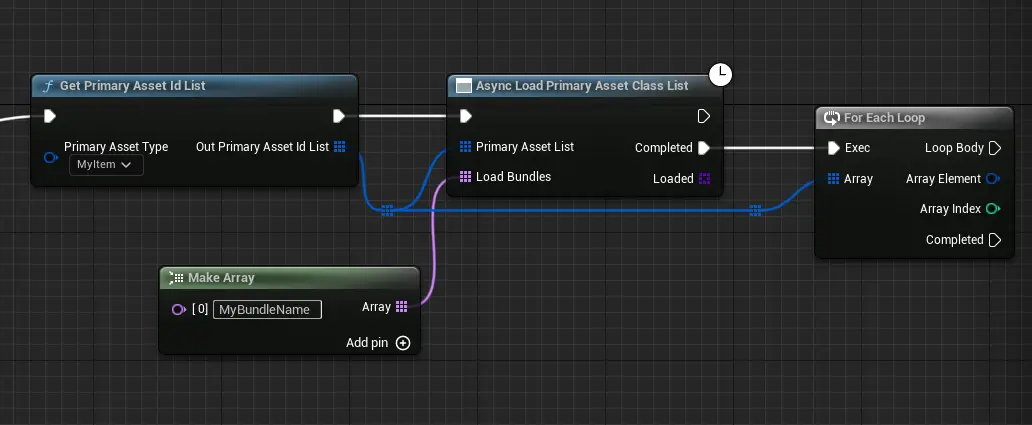 Get Primary Asset Id List
Primary Asset Type
MyItem
Out Primary Asset Id List
Async Load Primary Asset Class List
Primary Asset List
Completed
Load Bundles
Loaded
For Each Loop
Exec
Loop Body
Array
Array Element
Array Index
Completed
Make Array
[ 0] MyBundleName
Array
Add pin